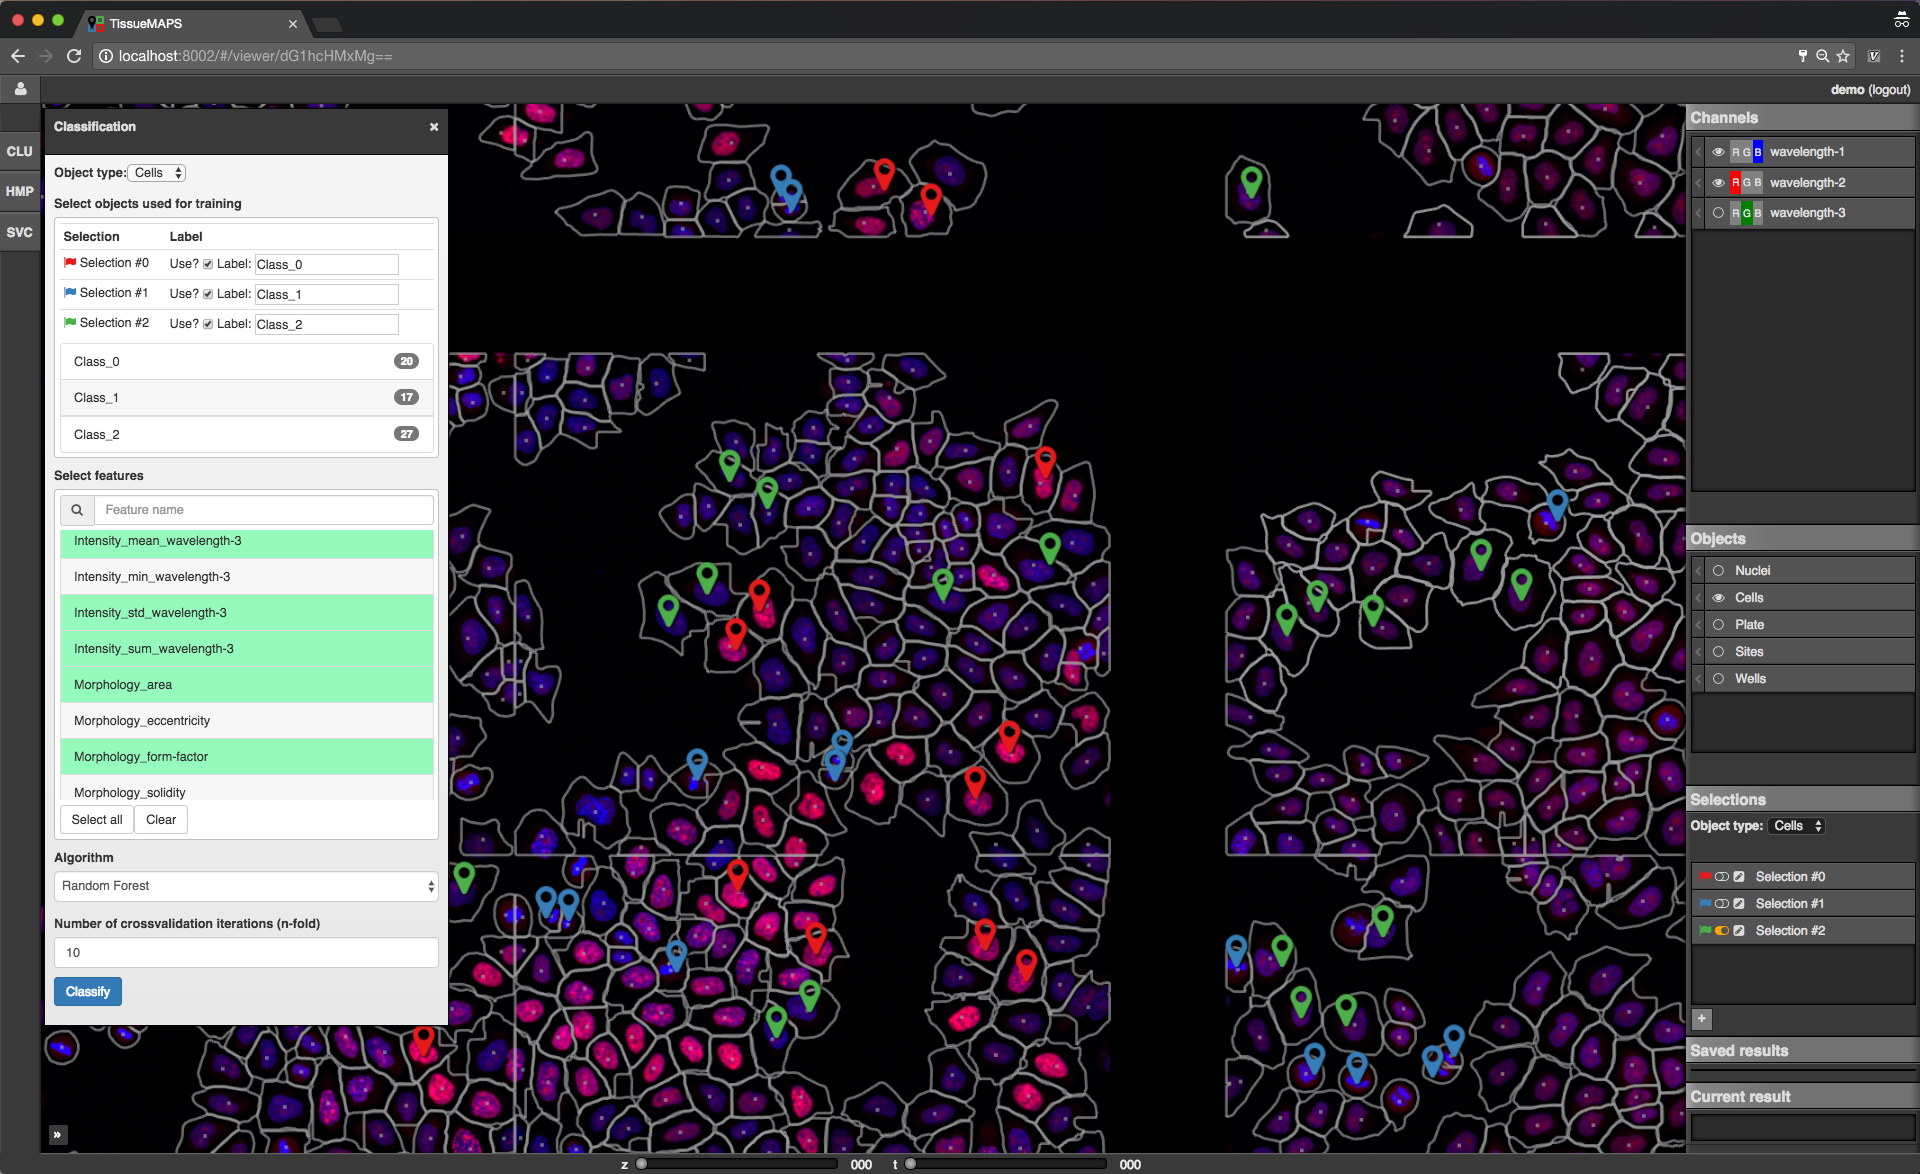 TissueMAPS
localhost:8002/#/viewer/dG1hcHMxMg==
demo (logout)
CLU
HMP
SVC
Classification
Object type: Cells
Select objects used for training
Selection Label
Selection #0 Use? Label: Class_0
Selection #1 Use? Label: Class_1
Selection #2 Use? Label: Class_2
Class_0 20
Class_1 17
Class_2 27
Select features
Feature name
Intensity_mean_wavelength-3
Intensity_min_wavelength-3
Intensity_std_wavelength-3
Intensity_sum_wavelength-3
Morphology_area
Morphology_eccentricity
Morphology_form-factor
Morphology_solidity
Select all Clear
Algorithm
Random Forest
Number of crossvalidation iterations (n-fold)
10
Classify
Channels
R G B wavelength-1
R G B wavelength-2
R G B wavelength-3
Objects
Nuclei
Cells
Plate
Sites
Wells
Selections
Object type: Cells
Selection #0
Selection #1
Selection #2
+
Saved results
Current result
»
z 000 t 000